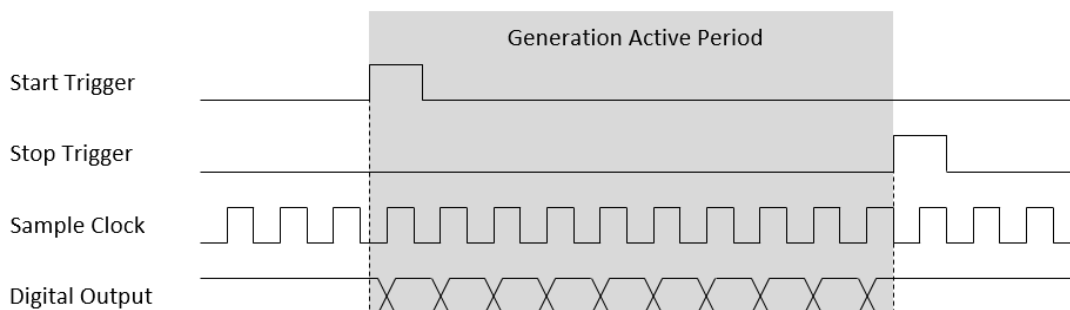 Generation Active Period
Start Trigger
Stop Trigger
Sample Clock
Digital Output